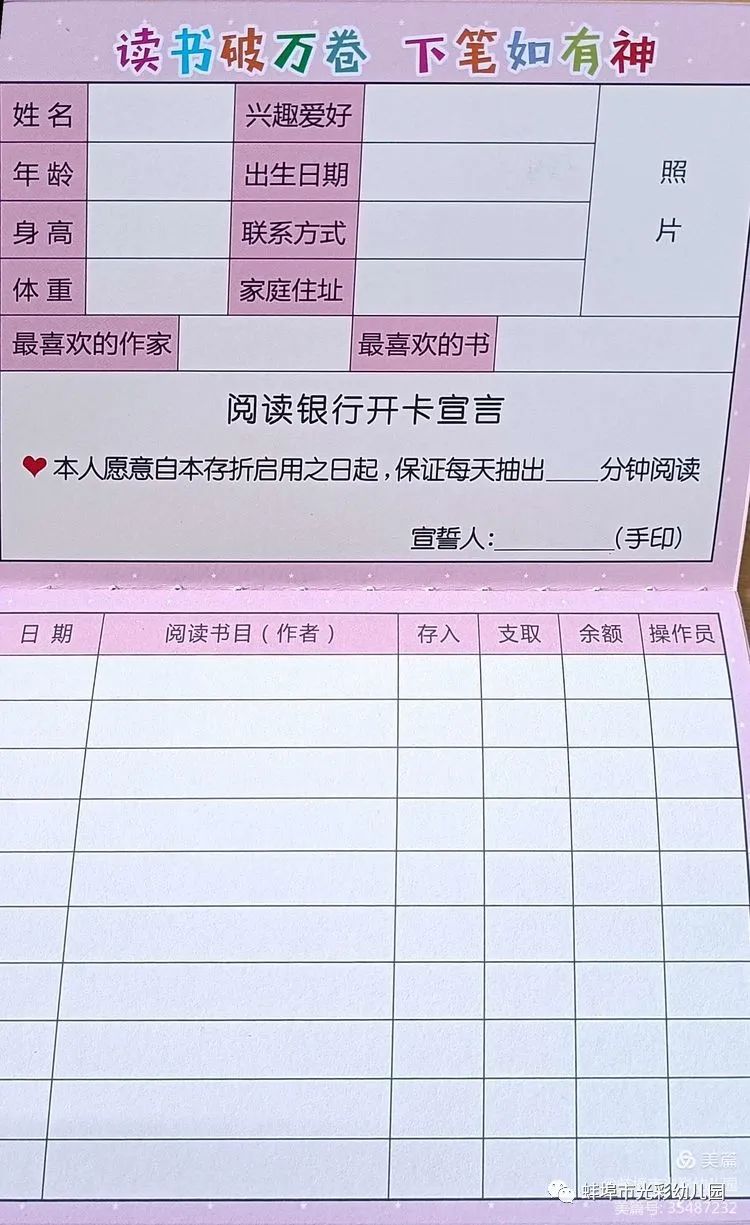 读书破万卷 下笔如有神
姓名 兴趣爱好
年龄 出生日期
身高 联系方式
体重 家庭住址
照片
最喜欢的作家 最喜欢的书
阅读银行开卡宣言
❤本人愿意自本存折启用之日起,保证每天抽出____分钟阅读
宣誓人:_________(手印)
日期 阅读书目(作者) 存入 支取 余额 操作员
美篇
蚌埠市光彩幼儿园
美篇号: 35487232